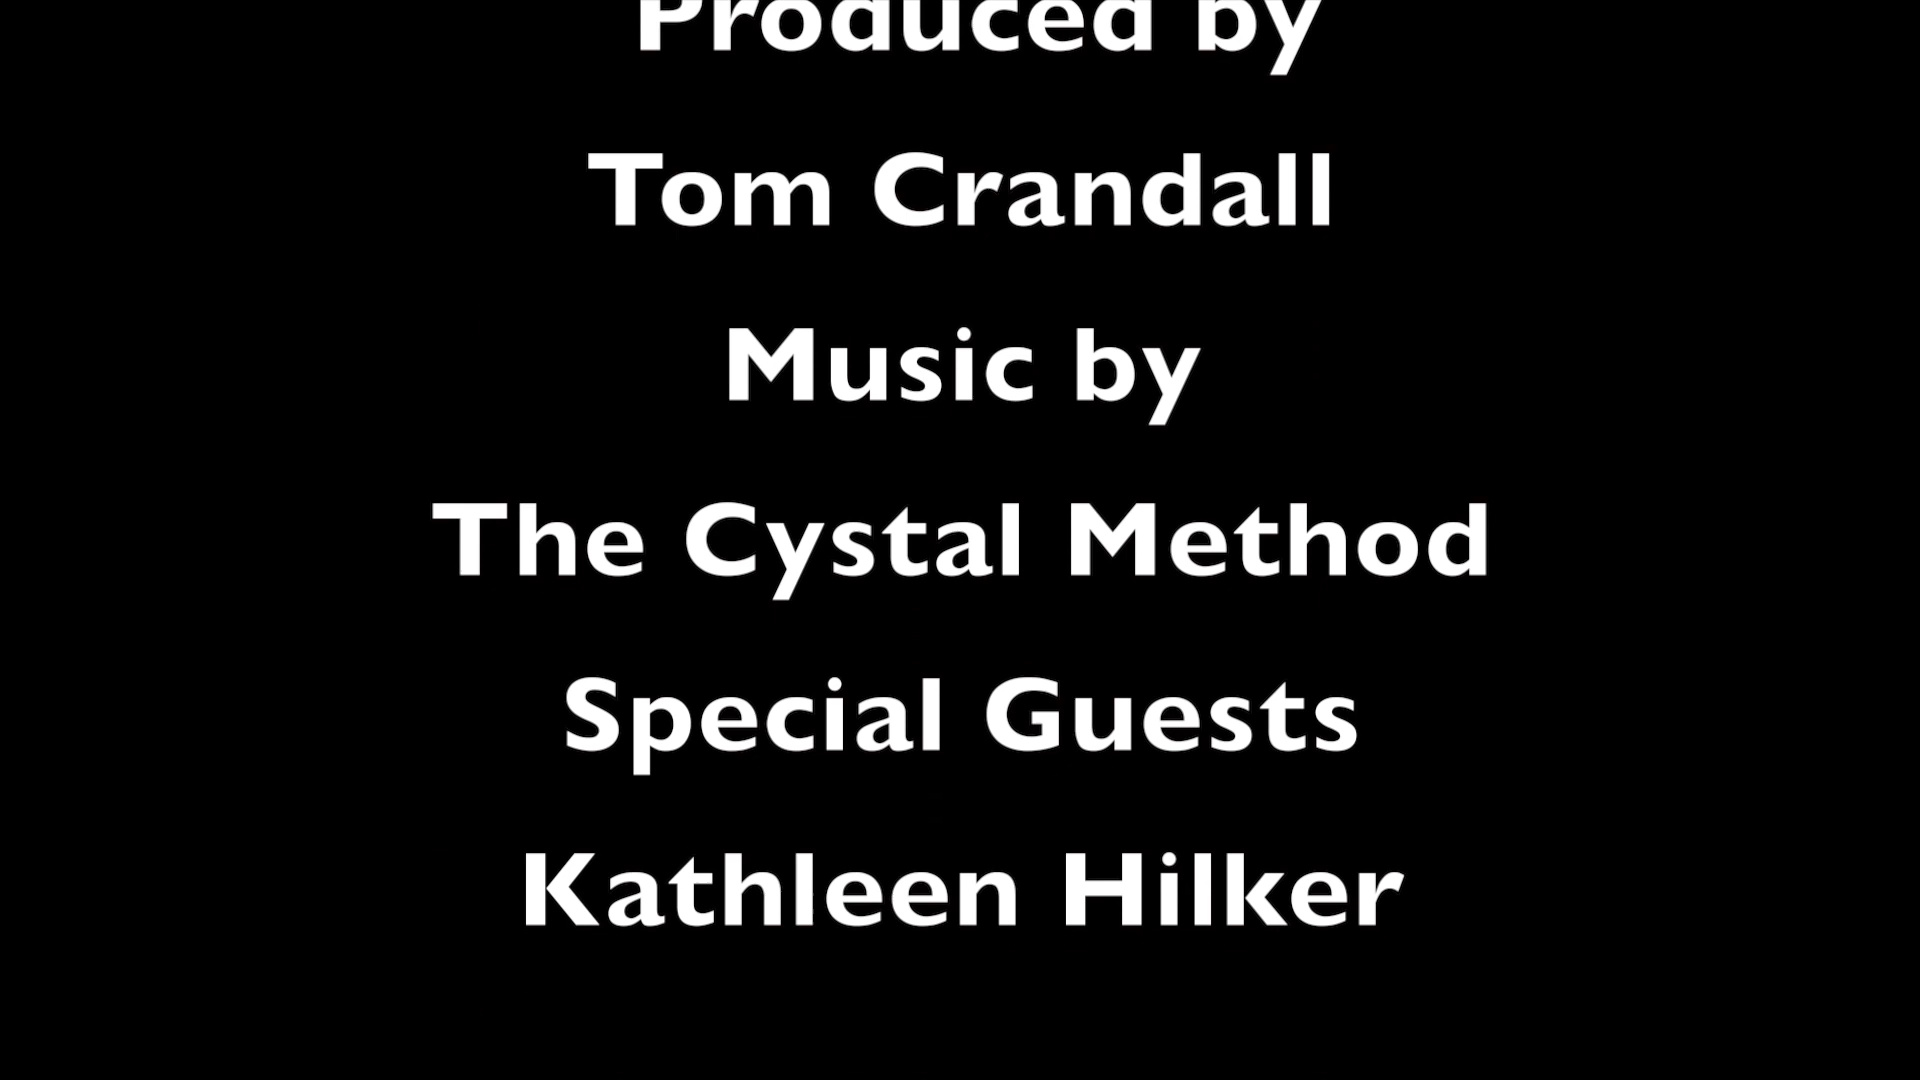 Produced by
Tom Crandall
Music by
The Cystal Method
Special Guests
Kathleen Hilker